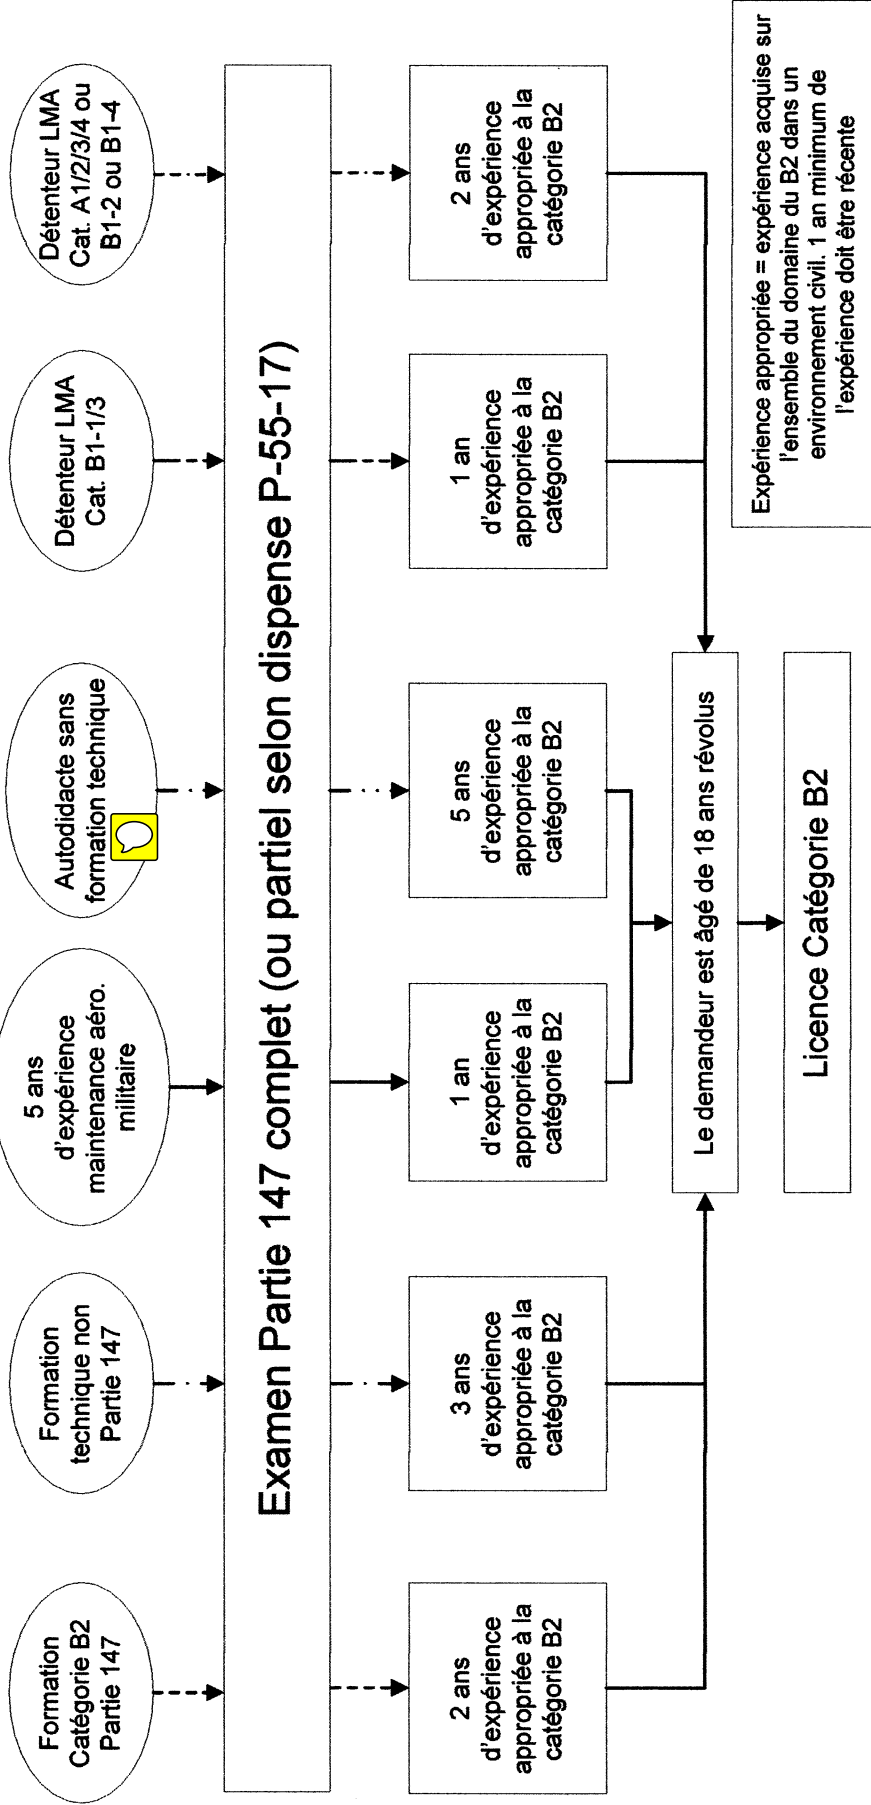 Formation
Catégorie B2
Partie 147
Formation
technique non
Partie 147
5 ans
d'expérience
maintenance aéro.
militaire
Autodidacte sans
formation technique
Détenteur LMA
Cat. B1-1/3
Détenteur LMA
Cat. A1/2/3/4 ou
B1-2 ou B1-4
Examen Partie 147 complet (ou partiel selon dispense P-55-17)
2 ans
d'expérience
appropriée à la
catégorie B2
3 ans
d'expérience
appropriée à la
catégorie B2
1 an
d'expérience
appropriée à la
catégorie B2
5 ans
d'expérience
appropriée à la
catégorie B2
1 an
d'expérience
appropriée à la
catégorie B2
2 ans
d'expérience
appropriée à la
catégorie B2
Le demandeur est âgé de 18 ans révolus
Licence Catégorie B2
Expérience appropriée = expérience acquise sur
l'ensemble du domaine du B2 dans un
environnement civil. 1 an minimum de
l'expérience doit être récente